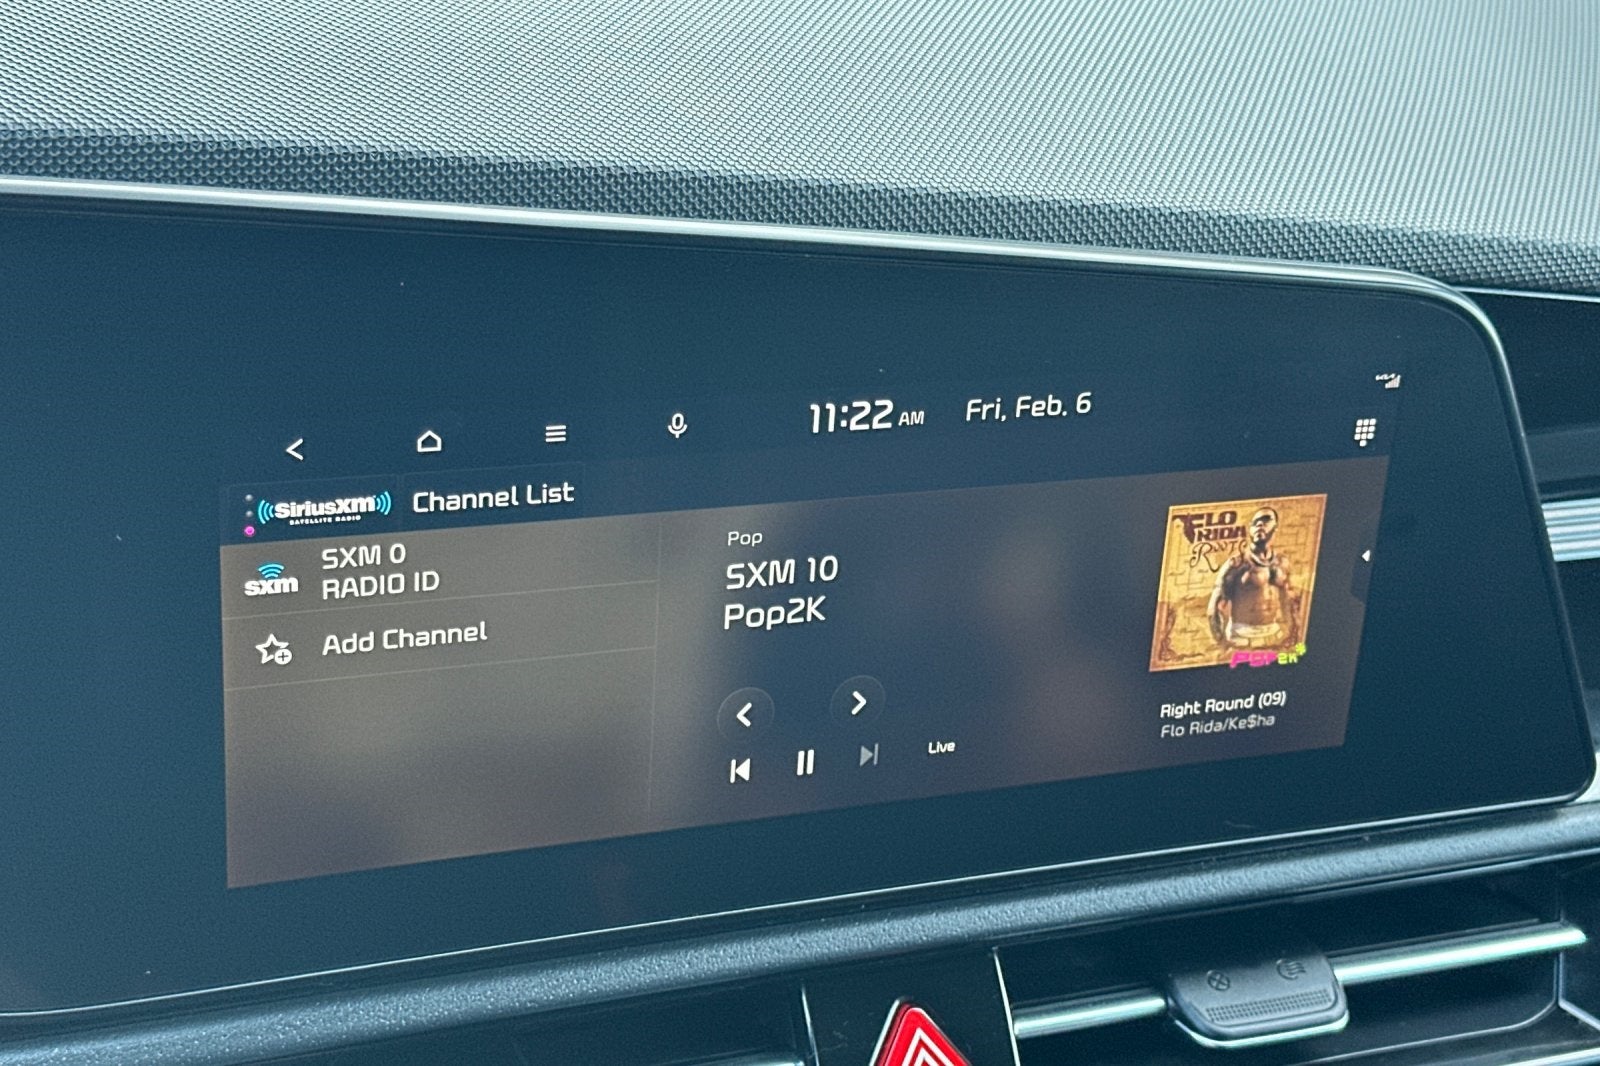 11:22 AM Fri, Feb. 6
SiriusXM
SATELLITE RADIO
Channel List
sxm
SXM 0
RADIO ID
Add Channel
Pop
SXM 10
Pop2K
Live
FLO
RIDA
ROOTS
POP2K
Right Round (09)
Flo Rida/Ke$ha